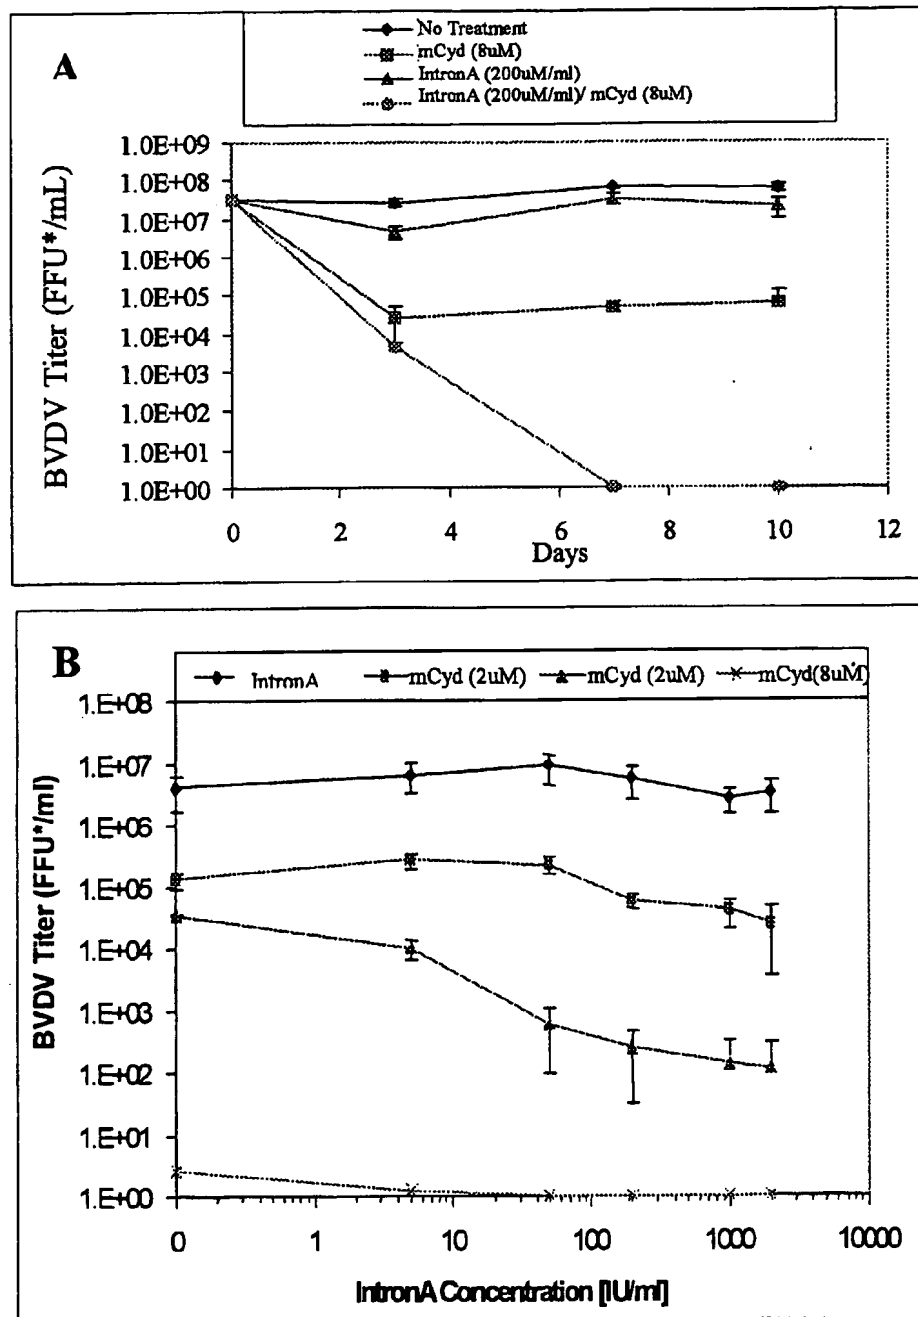 A
No Treatment
mCyd (8uM)
IntronA (200uM/ml)
IntronA (200uM/ml)/ mCyd (8uM)
BVDV Titer (FFU*/mL)
1.0E+09
1.0E+08
1.0E+07
1.0E+06
1.0E+05
1.0E+04
1.0E+03
1.0E+02
1.0E+01
1.0E+00
0 2 4 6 8 10 12
Days
B
IntronA mCyd (2uM) mCyd (2uM) mCyd(8uM)
BVDV Titer (FFU*/ml)
1.E+08
1.E+07
1.E+06
1.E+05
1.E+04
1.E+03
1.E+02
1.E+01
1.E+00
0 1 10 100 1000 10000
IntronA Concentration [IU/ml]